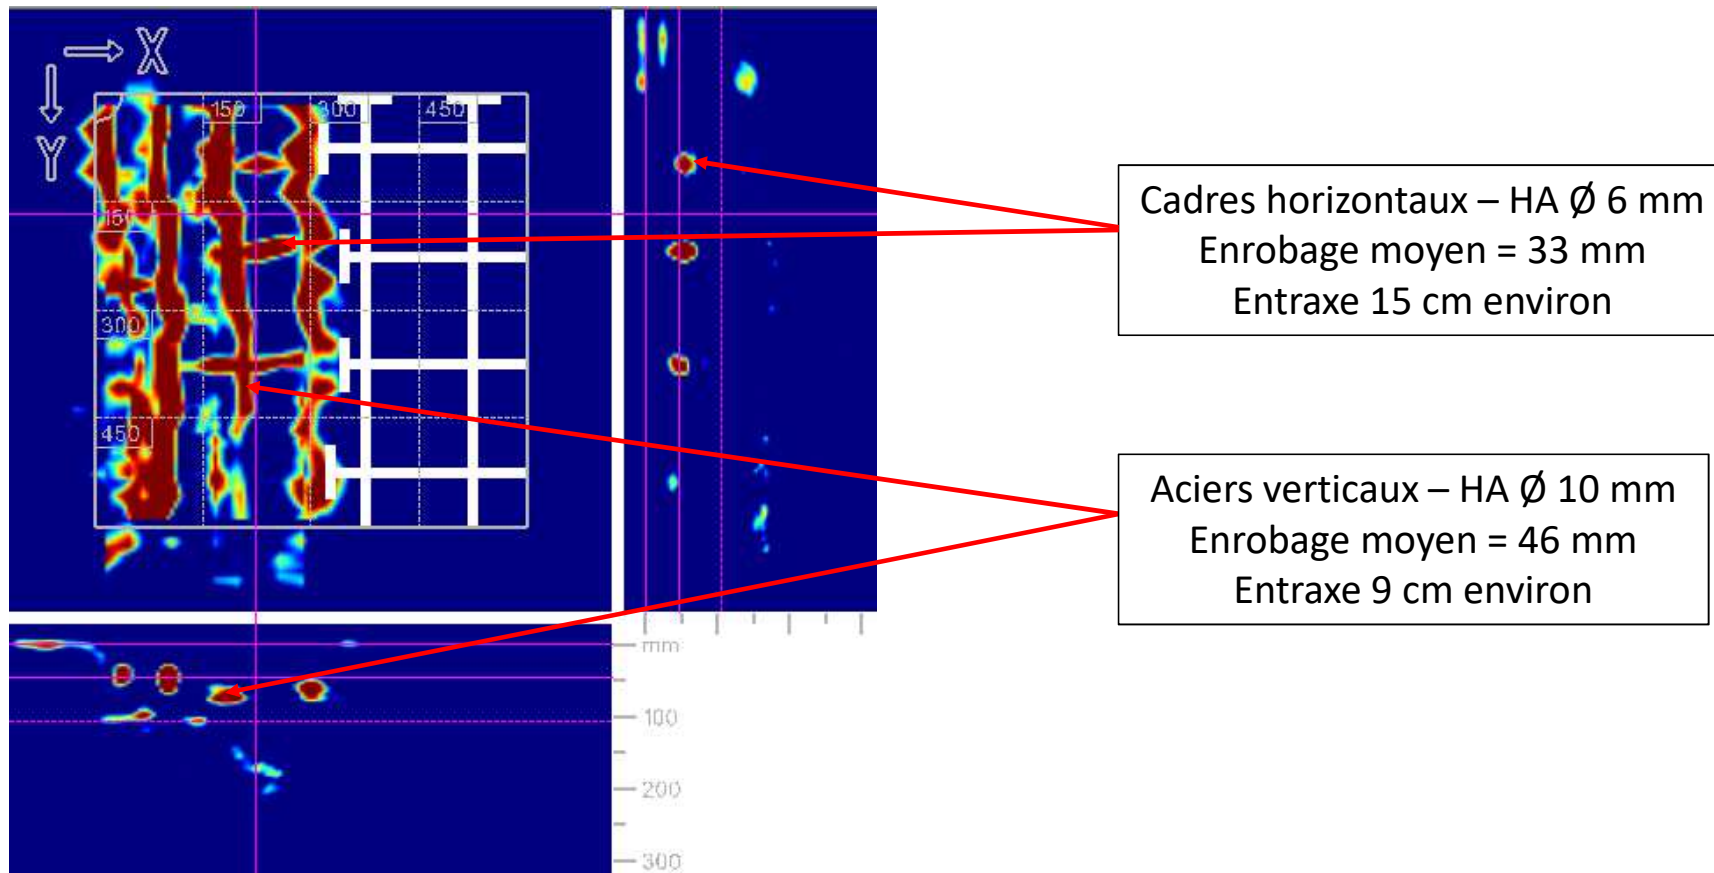 X
Y
150
300
450
150
300
450
mm
100
200
300
Cadres horizontaux – HA Ø 6 mm
Enrobage moyen = 33 mm
Entraxe 15 cm environ
Aciers verticaux – HA Ø 10 mm
Enrobage moyen = 46 mm
Entraxe 9 cm environ